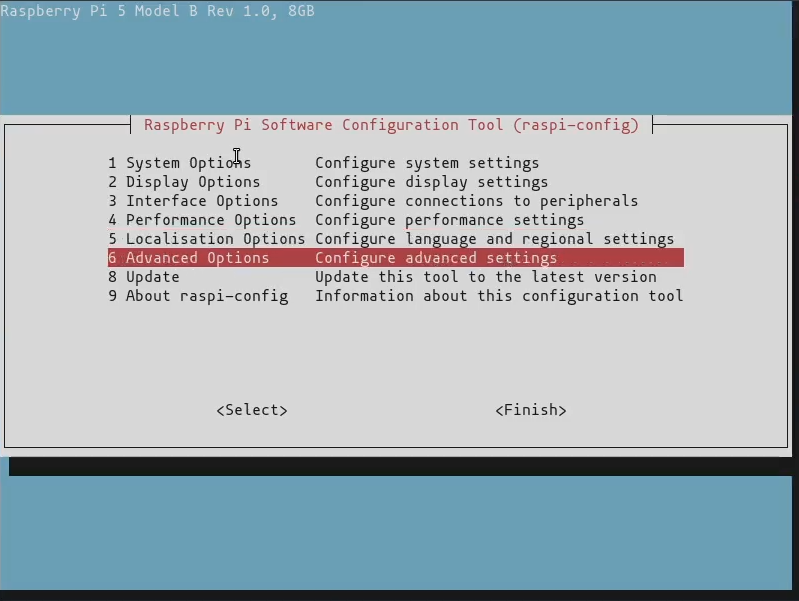 Raspberry Pi 5 Model B Rev 1.0, 8GB
Raspberry Pi Software Configuration Tool (raspi-config)
1 System Options Configure system settings
2 Display Options Configure display settings
3 Interface Options Configure connections to peripherals
4 Performance Options Configure performance settings
5 Localisation Options Configure language and regional settings
6 Advanced Options Configure advanced settings
8 Update Update this tool to the latest version
9 About raspi-config Information about this configuration tool
<Select> <Finish>